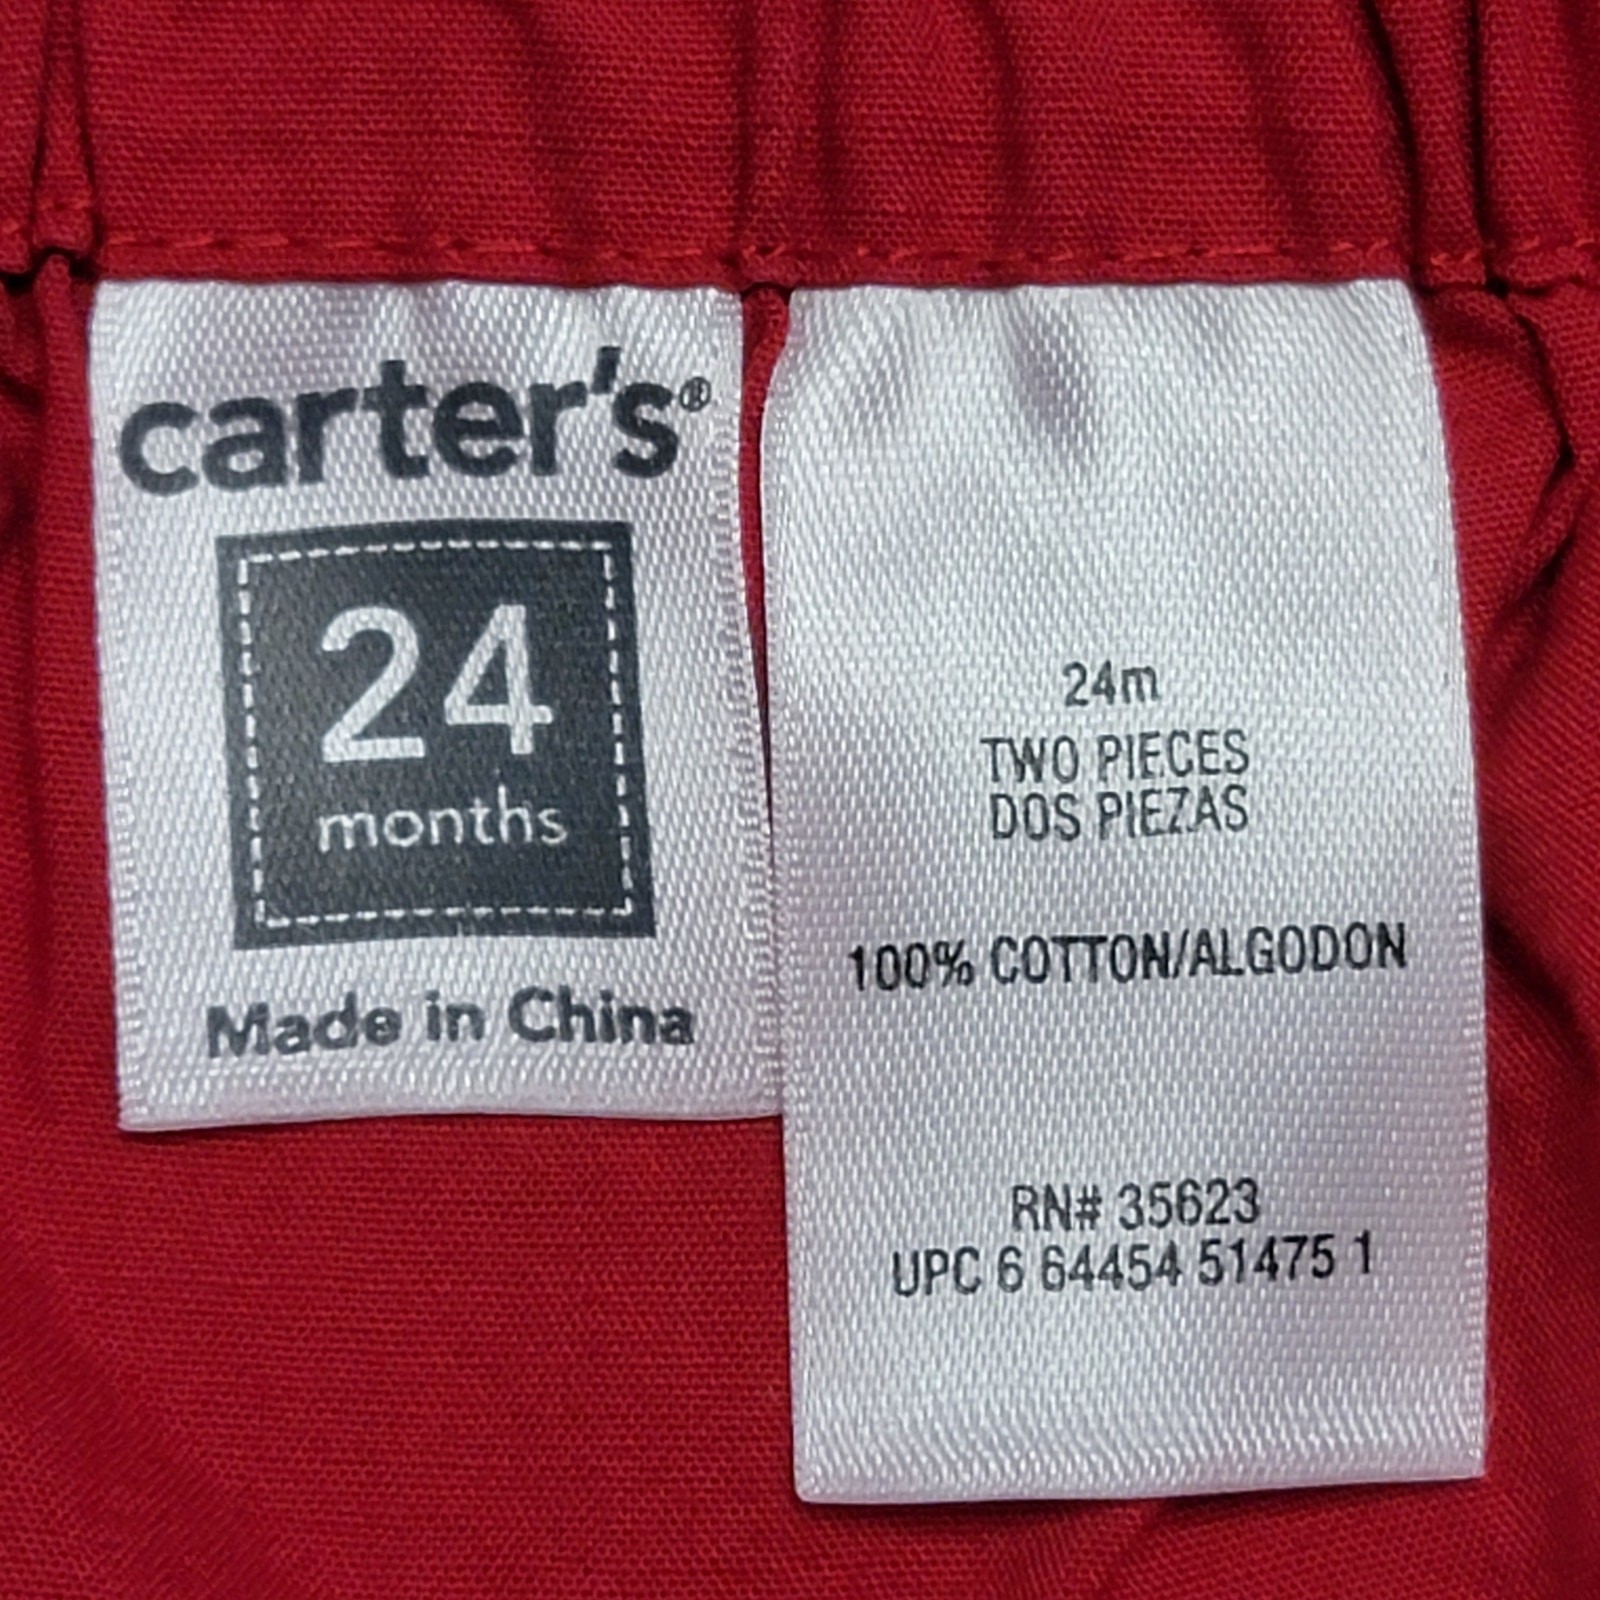 carter's®
24
months
Made in China
24m
TWO PIECES
DOS PIEZAS
100% COTTON/ALGODON
RN# 35623
UPC 6 64454 51475 1